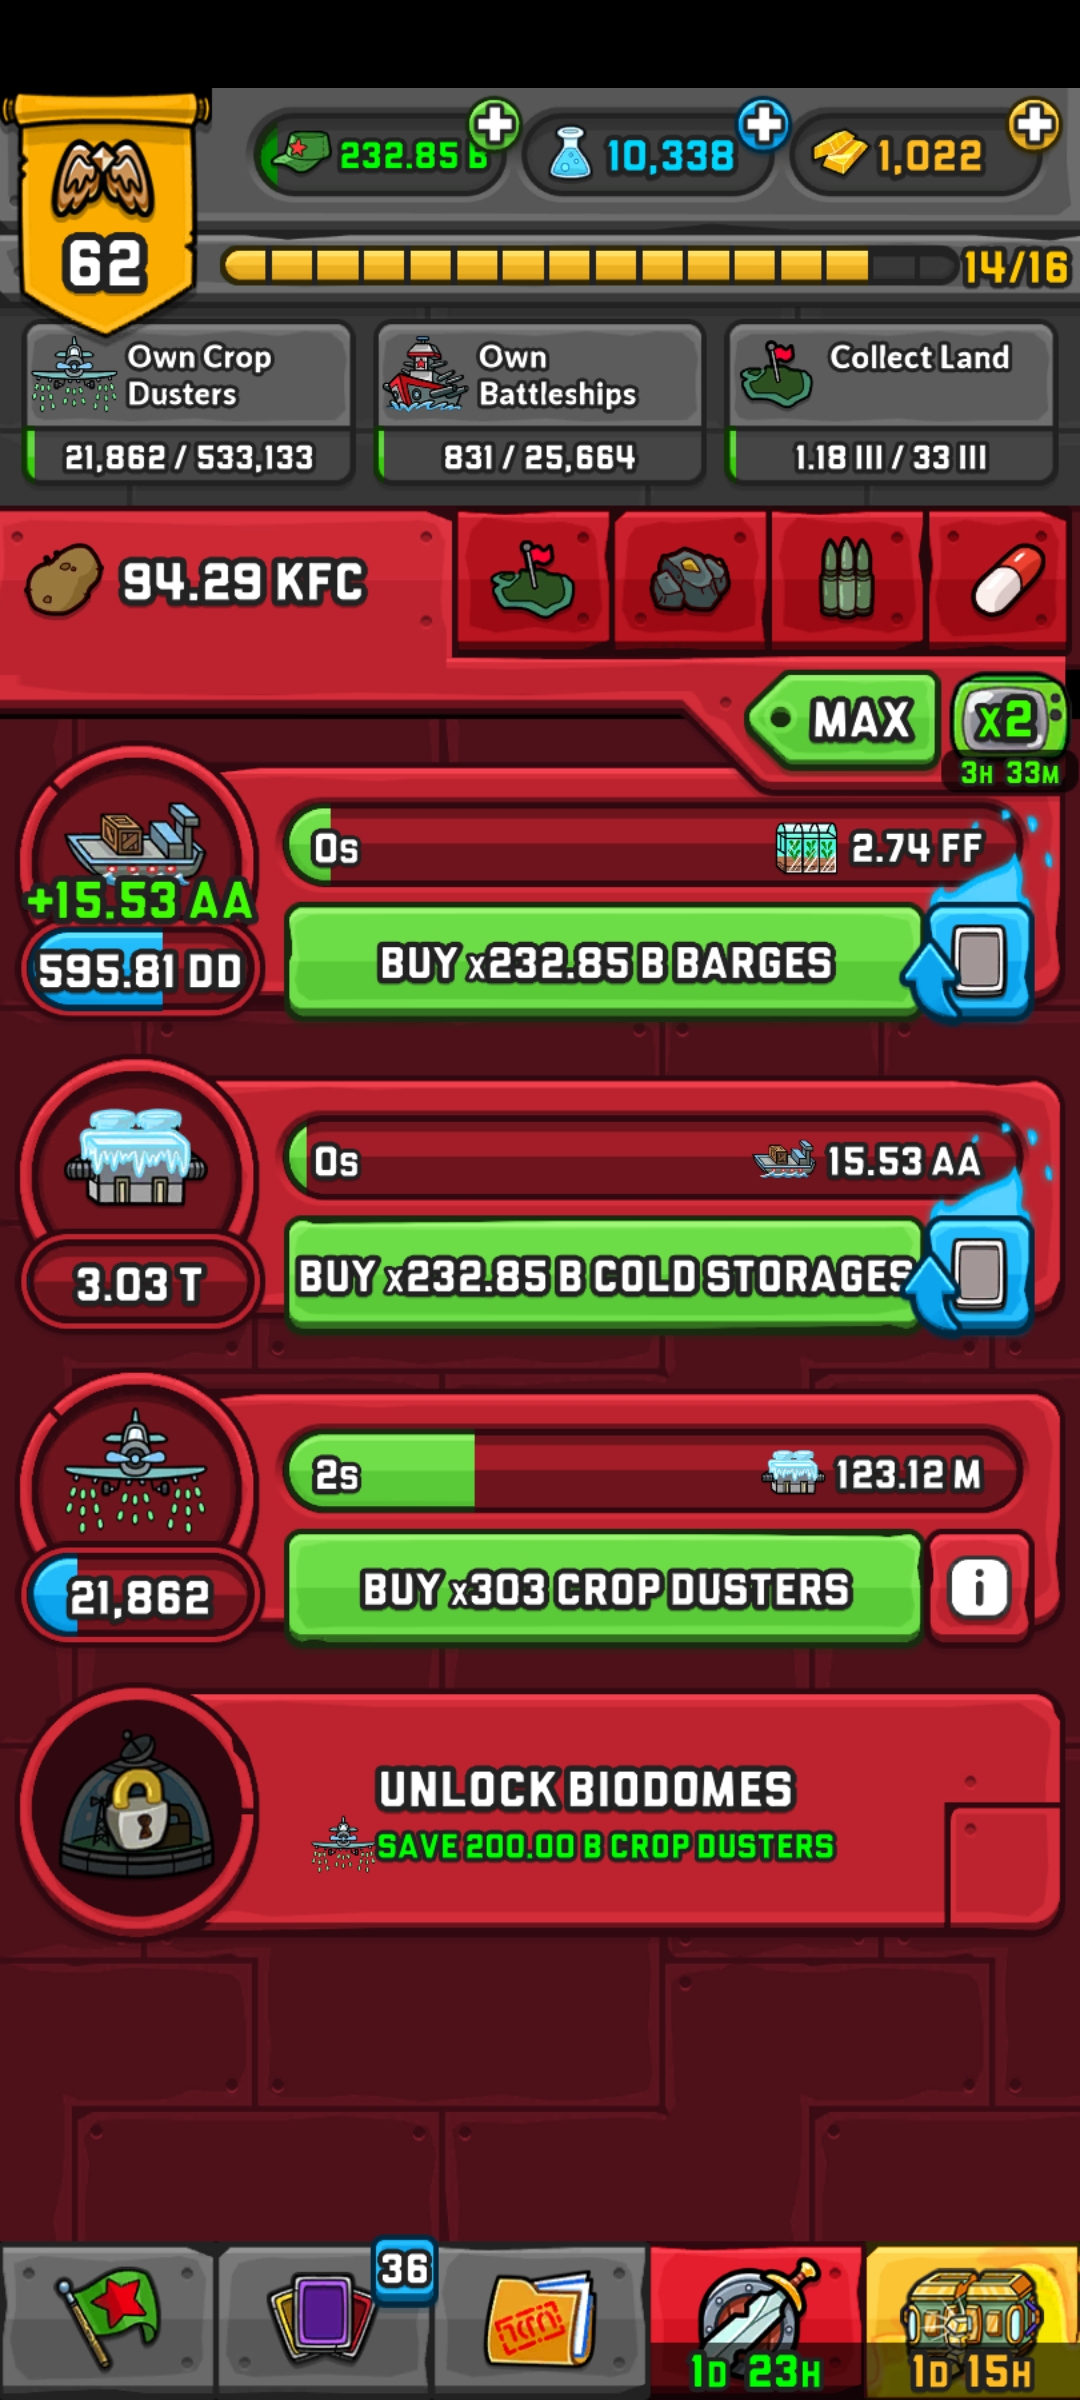 232.85 B
10,338
1,022
62
14/16
Own Crop
Dusters
21,862 / 533,133
Own
Battleships
831 / 25,664
Collect Land
1.18 III / 33 III
94.29 KFC
MAX
x2
3H 33M
+15.53 AA
595.81 DD
0s
2.74 FF
BUY x232.85 B BARGES
3.03 T
0s
15.53 AA
BUY x232.85 B COLD STORAGES
21,862
2s
123.12 M
BUY x303 CROP DUSTERS
i
UNLOCK BIODOMES
SAVE 200.00 B CROP DUSTERS
36
1D 23H
1D 15H